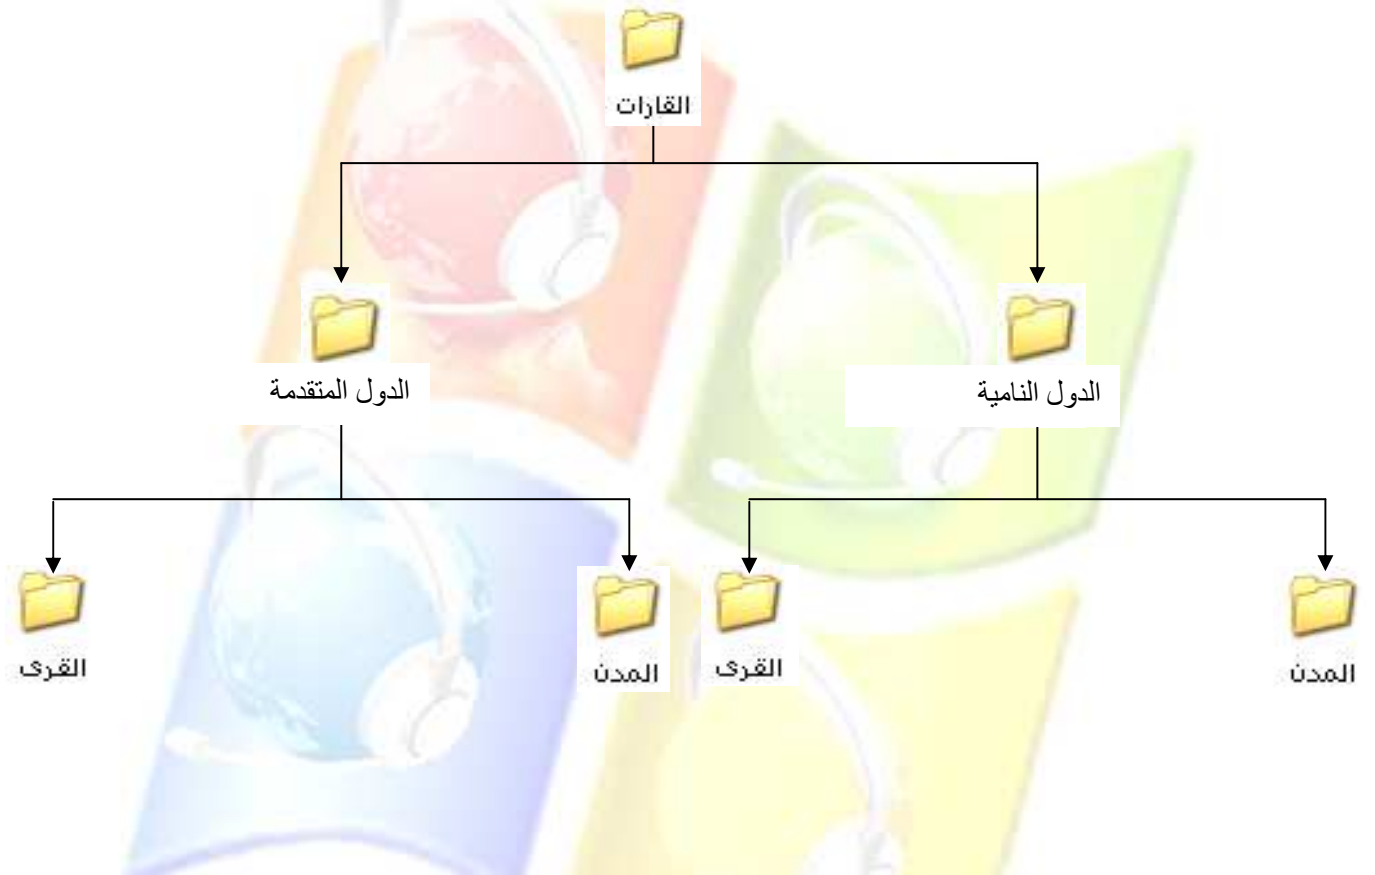 القارات
الدول النامية
الدول المتقدمة
المدن
القرى
المدن
القرى